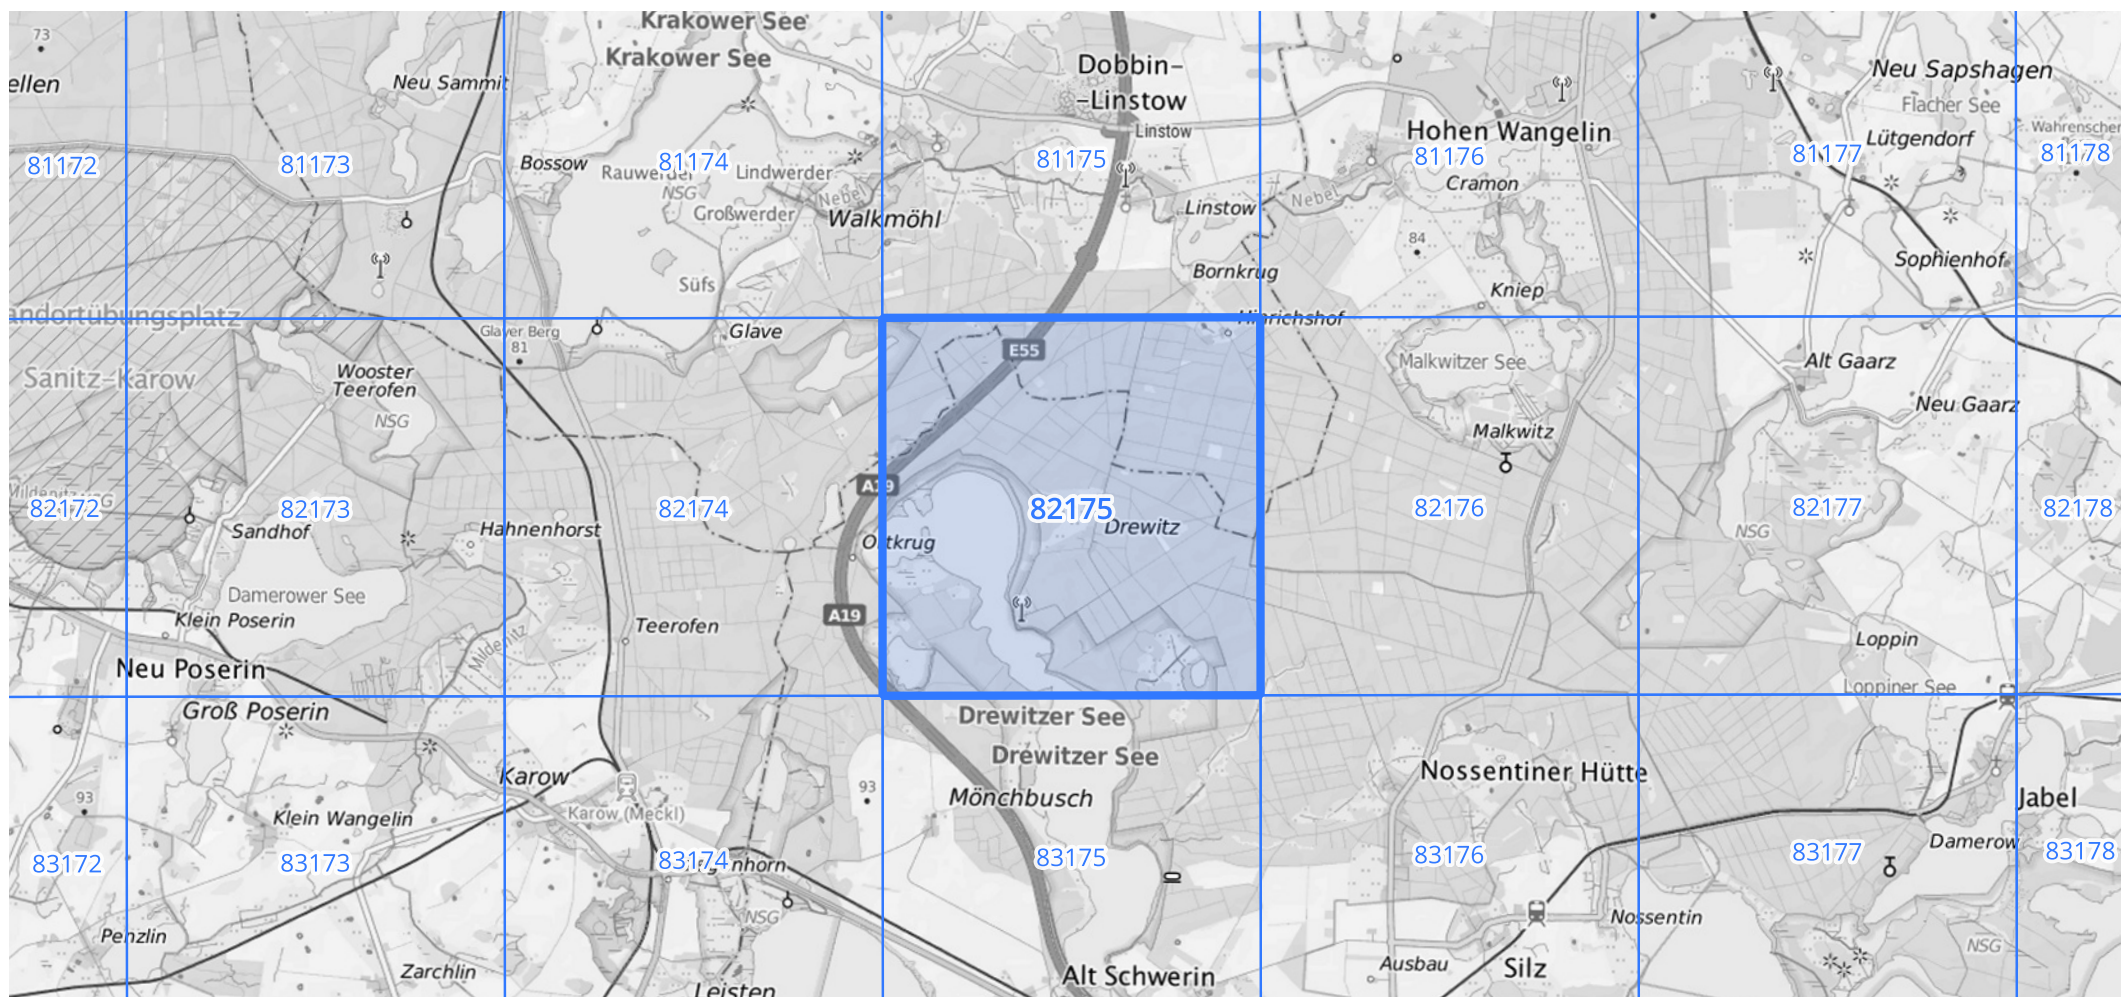 Krakower See
73
Krakower See
Dobbin-
-Linstow
ellen
Neu Sammit
Neu Sapshagen
Flacher See
Linstow
Hohen Wangelin
Lütgendorf
Wahrenscher
81172
81173
Bossow
81174
81175
81176
81177
81178
Rauwerder
Lindwerder
NSG
Nebel
Cramon
Großwerder
Walkmöhl
Linstow
Nebel
84
Süfs
Bornkrug
Sophienhof
Kniep
andortübungsplatz
Glaver Berg
81
Glave
Hinrichshof
E55
Malkwitzer See
Alt Gaarz
Sanitz-Karow
Wooster
Teerofen
NSG
Neu Gaarz
Malkwitz
A19
Mildenitz
NSG
82172
82173
82174
82175
82176
82177
82178
Sandhof
Hahnenhorst
Ortkrug
Drewitz
NSG
Damerower See
Klein Poserin
Teerofen
A19
Mildenitz
Loppin
Neu Poserin
Loppiner See
Groß Poserin
Drewitzer See
Drewitzer See
Karow
Nossentiner Hütte
93
93
Mönchbusch
Jabel
Klein Wangelin
Karow (Meckl)
Damerow
83172
83173
83174
83175
83176
83177
83178
NSG
Nossentin
Penzlin
NSG
Zarchlin
Alt Schwerin
Ausbau
Silz
Leisten